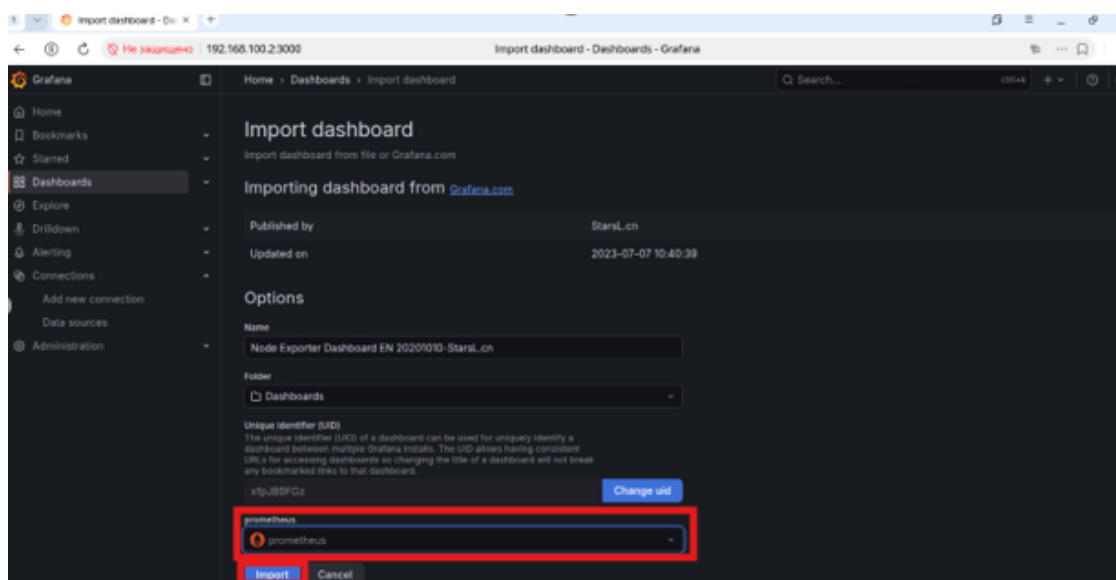 Import dashboard - Das
Не защищено 192.168.100.2:3000 Import dashboard - Dashboards - Grafana
Grafana Home > Dashboards > Import dashboard Search... ctrl+k
Home
Bookmarks
Starred
Dashboards
Explore
Drilldown
Alerting
Connections
Add new connection
Data sources
Administration
Import dashboard
Import dashboard from file or Grafana.com
Importing dashboard from Grafana.com
Published by StarsL.cn
Updated on 2023-07-07 10:40:39
Options
Name
Node Exporter Dashboard EN 20201010-StarsL.cn
Folder
Dashboards
Unique identifier (UID)
The unique identifier (UID) of a dashboard can be used for uniquely identify a
dashboard between multiple Grafana installs. The UID allows having consistent
URLs for accessing dashboards so changing the title of a dashboard will not break
any bookmarked links to that dashboard.
Change uid
prometheus
prometheus
Import Cancel